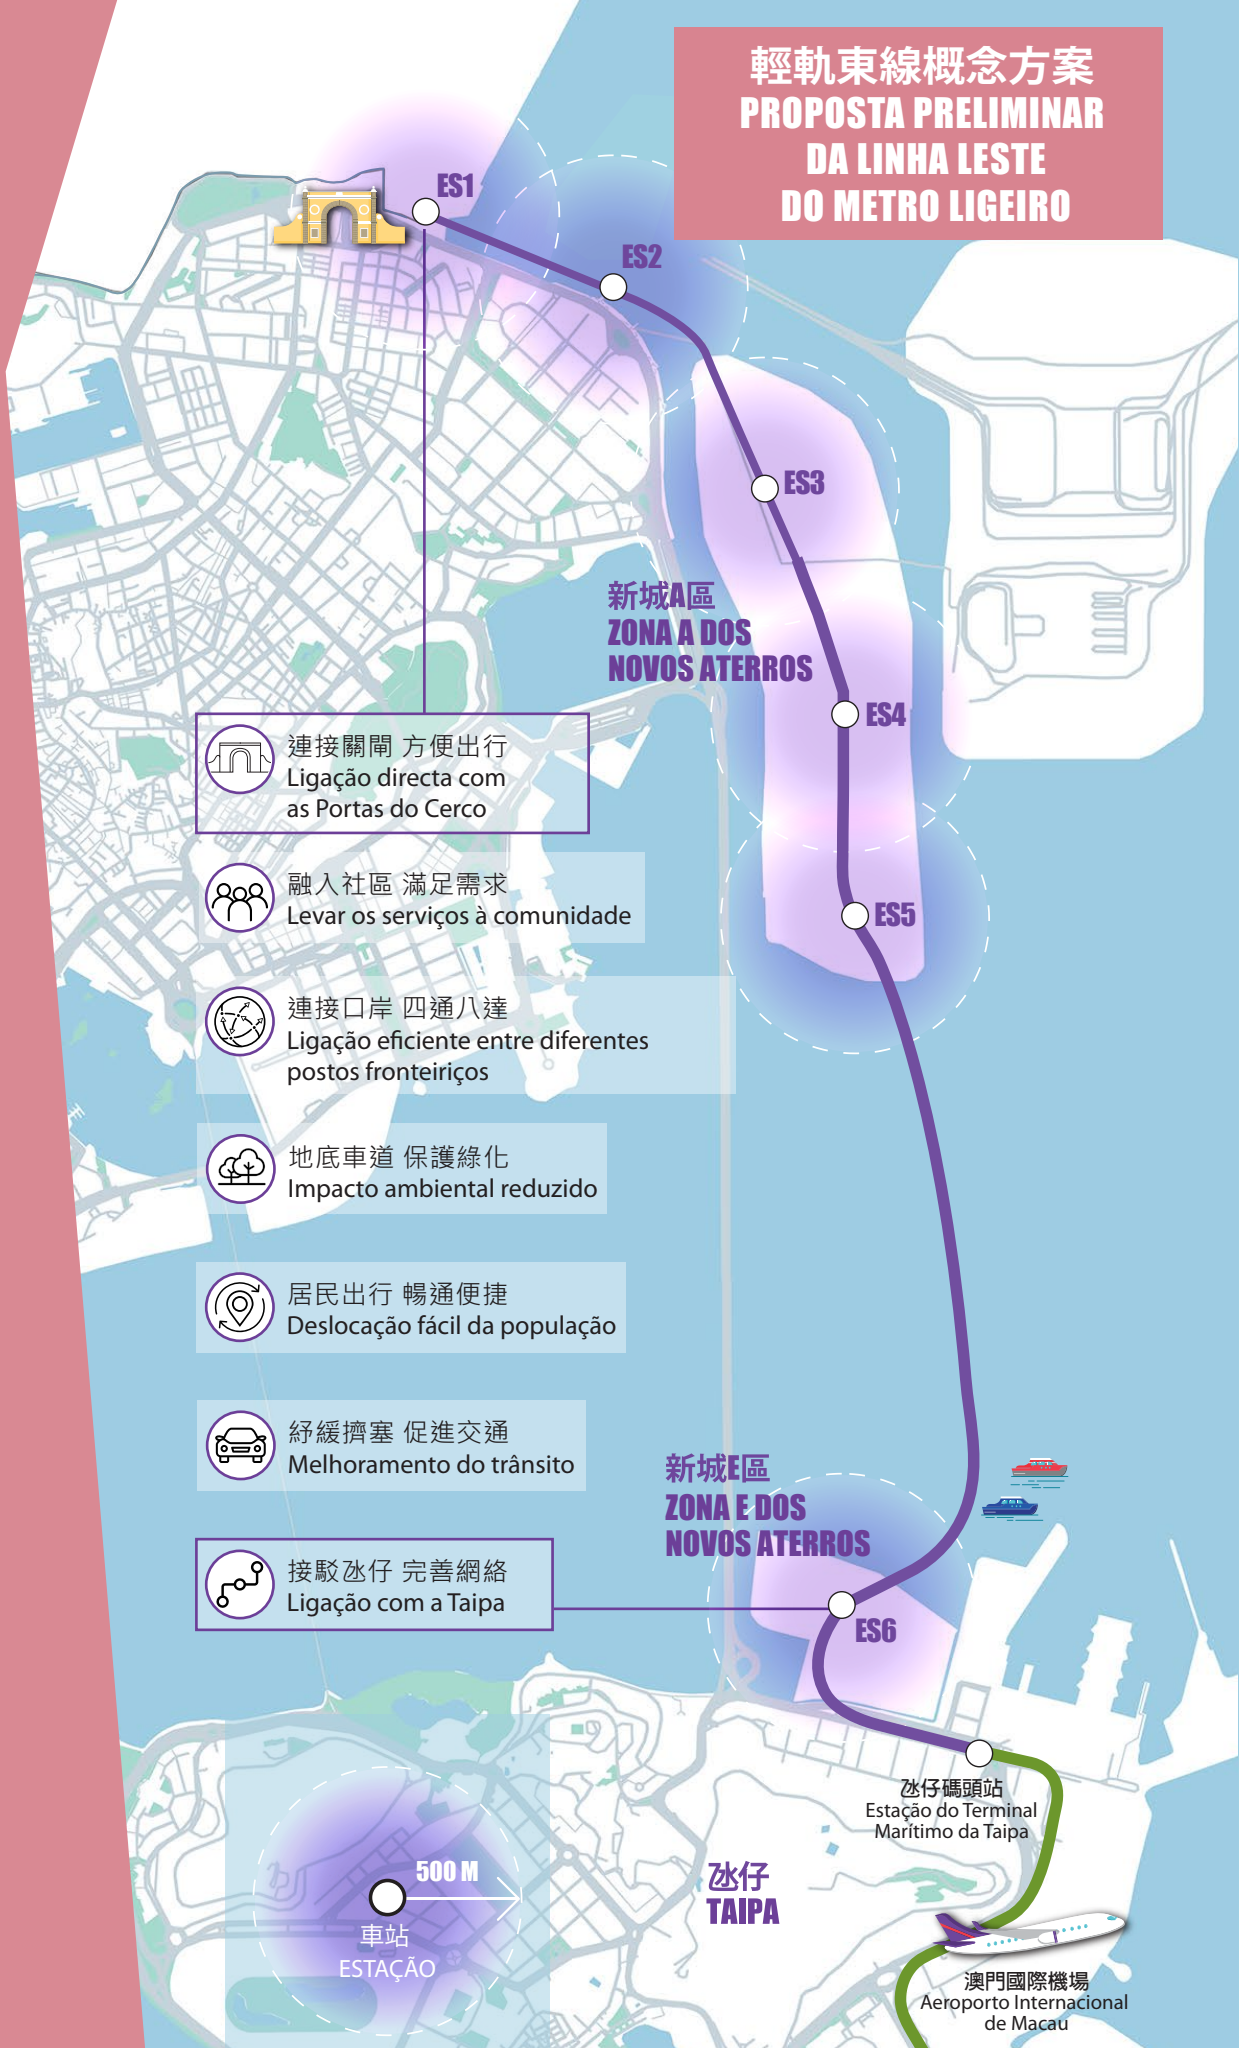 輕軌東線概念方案
PROPOSTA PRELIMINAR
DA LINHA LESTE
DO METRO LIGEIRO
ES1
ES2
ES3
新城A區
ZONA A DOS
NOVOS ATERROS
ES4
連接關閘 方便出行
Ligação directa com
as Portas do Cerco
融入社區 滿足需求
Levar os serviços à comunidade
ES5
連接口岸 四通八達
Ligação eficiente entre diferentes
postos fronteiriços
地底車道 保護綠化
Impacto ambiental reduzido
居民出行 暢通便捷
Deslocação fácil da população
紓緩擠塞 促進交通
Melhoramento do trânsito
新城E區
ZONA E DOS
NOVOS ATERROS
接駁氹仔 完善網絡
Ligação com a Taipa
ES6
氹仔碼頭站
Estação do Terminal
Marítimo da Taipa
500 M
車站
ESTAÇÃO
氹仔
TAIPA
澳門國際機場
Aeroporto Internacional
de Macau